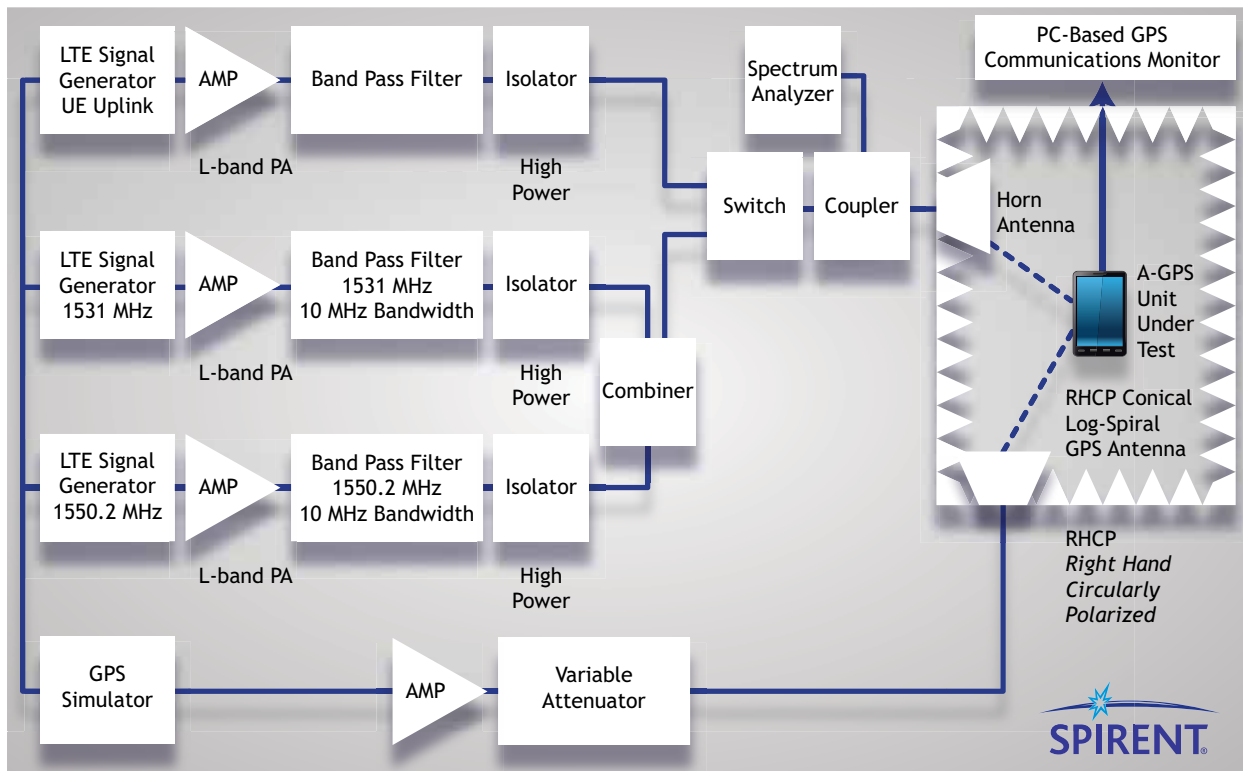 LTE Signal
Generator
UE Uplink
AMP
Band Pass Filter
Isolator
L-band PA
High
Power
Spectrum
Analyzer
PC-Based GPS
Communications Monitor
Switch
Coupler
Horn
Antenna
LTE Signal
Generator
1531 MHz
AMP
Band Pass Filter
1531 MHz
10 MHz Bandwidth
Isolator
L-band PA
High
Power
Combiner
A-GPS
Unit
Under
Test
RHCP Conical
Log-Spiral
GPS Antenna
LTE Signal
Generator
1550.2 MHz
AMP
Band Pass Filter
1550.2 MHz
10 MHz Bandwidth
Isolator
L-band PA
High
Power
RHCP
Right Hand
Circularly
Polarized
GPS
Simulator
AMP
Variable
Attenuator
SPIRENT®